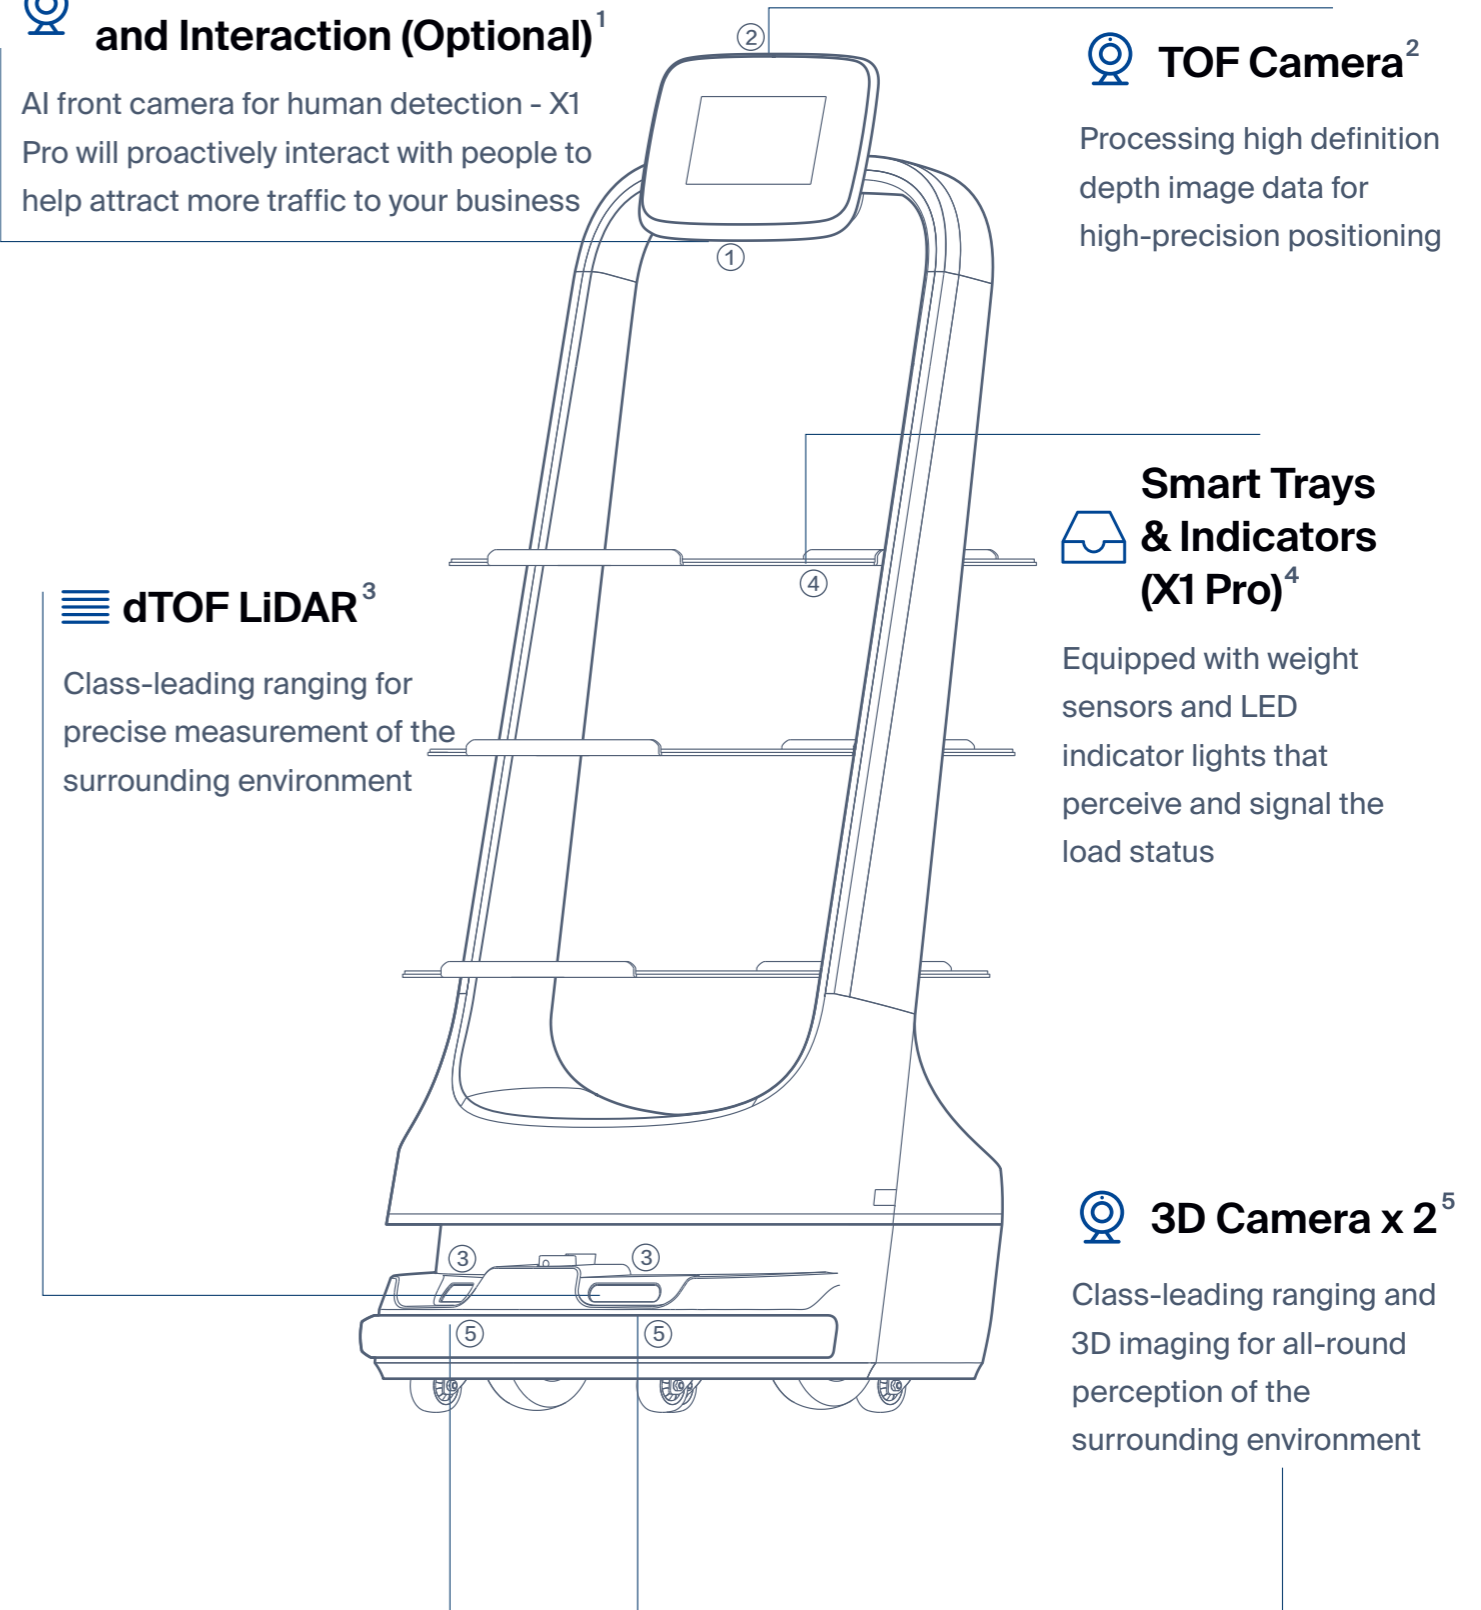 and Interaction (Optional)¹
AI front camera for human detection - X1
Pro will proactively interact with people to
help attract more traffic to your business
②
①
TOF Camera²
Processing high definition
depth image data for
high-precision positioning
④
Smart Trays
& Indicators
(X1 Pro)⁴
Equipped with weight
sensors and LED
indicator lights that
perceive and signal the
load status
dTOF LiDAR³
Class-leading ranging for
precise measurement of the
surrounding environment
③ ③
⑤ ⑤
3D Camera x 2⁵
Class-leading ranging and
3D imaging for all-round
perception of the
surrounding environment